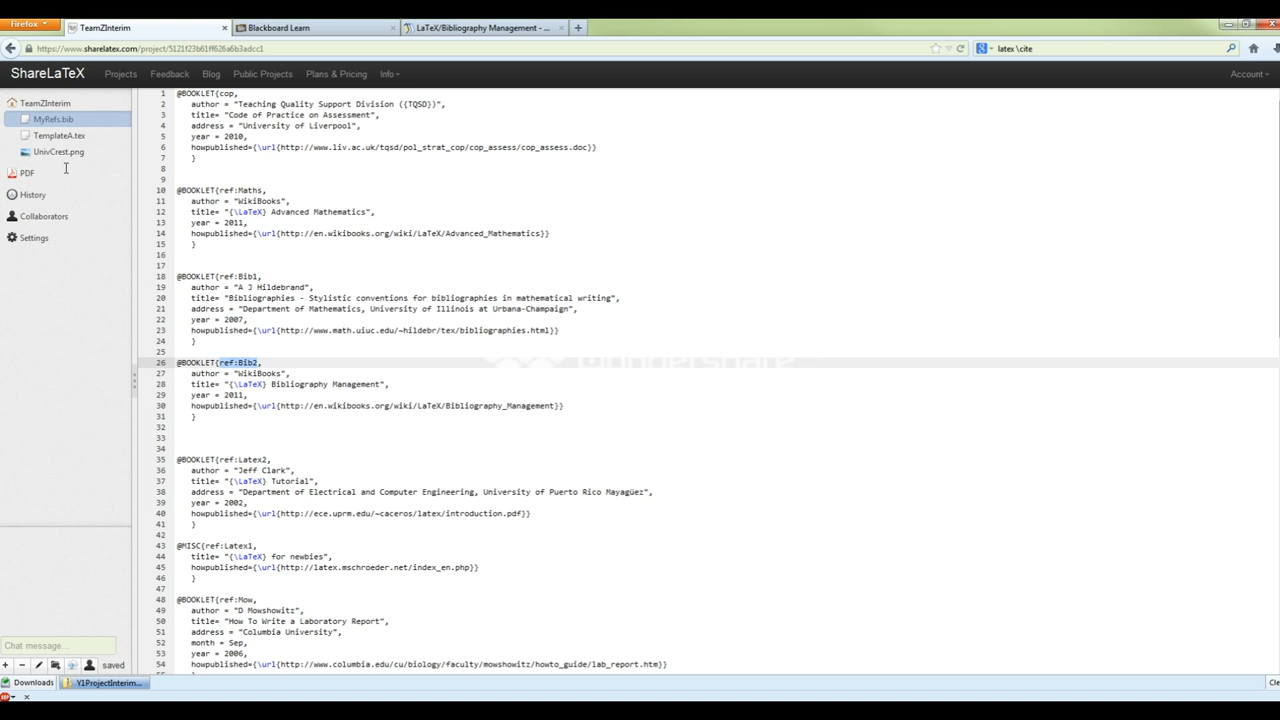 Firefox
TeamZInterim
Blackboard Learn
LaTeX/Bibliography Management - ...
https://www.sharelatex.com/project/5121f23b61ff626a6b3adcc1
latex \cite
ShareLaTeX
Projects
Feedback
Blog
Public Projects
Plans & Pricing
Info
Account
TeamZInterim
MyRefs.bib
TemplateA.tex
UnivCrest.png
PDF
History
Collaborators
Settings
1 @BOOKLET{cop,
2 author = "Teaching Quality Support Division ({TQSD})",
3 title= "Code of Practice on Assessment",
4 address = "University of Liverpool",
5 year = 2010,
6 howpublished={\url{http://www.liv.ac.uk/tqsd/pol_strat_cop/cop_assess/cop_assess.doc}}
7 }
8
9
10 @BOOKLET{ref:Maths,
11 author = "WikiBooks",
12 title= "{\LaTeX} Advanced Mathematics",
13 year = 2011,
14 howpublished={\url{http://en.wikibooks.org/wiki/LaTeX/Advanced_Mathematics}}
15 }
16
17
18 @BOOKLET{ref:Bib1,
19 author = "A J Hildebrand",
20 title= "Bibliographies - Stylistic conventions for bibliographies in mathematical writing",
21 address = "Department of Mathematics, University of Illinois at Urbana-Champaign",
22 year = 2007,
23 howpublished={\url{http://www.math.uiuc.edu/~hildebr/tex/bibliographies.html}}
24 }
25
26 @BOOKLET{ref:Bib2,
27 author = "WikiBooks",
28 title= "{\LaTeX} Bibliography Management",
29 year = 2011,
30 howpublished={\url{http://en.wikibooks.org/wiki/LaTeX/Bibliography_Management}}
31 }
32
33
34
35 @BOOKLET{ref:Latex2,
36 author = "Jeff Clark",
37 title= "{\LaTeX} Tutorial",
38 address = "Department of Electrical and Computer Engineering, University of Puerto Rico Mayagüez",
39 year = 2002,
40 howpublished={\url{http://ece.uprm.edu/~caceros/latex/introduction.pdf}}
41 }
42
43 @MISC{ref:Latex1,
44 title= "{\LaTeX} for newbies",
45 howpublished={\url{http://latex.mschroeder.net/index_en.php}}
46 }
47
48 @BOOKLET{ref:Mow,
49 author = "D Mowshowitz",
50 title= "How To Write a Laboratory Report",
51 address = "Columbia University",
52 month = Sep,
53 year = 2006,
54 howpublished={\url{http://www.columbia.edu/cu/biology/faculty/mowshowitz/howto_guide/lab_report.htm}}
Chat message...
saved
Downloads
Y1ProjectInterim...
Cle